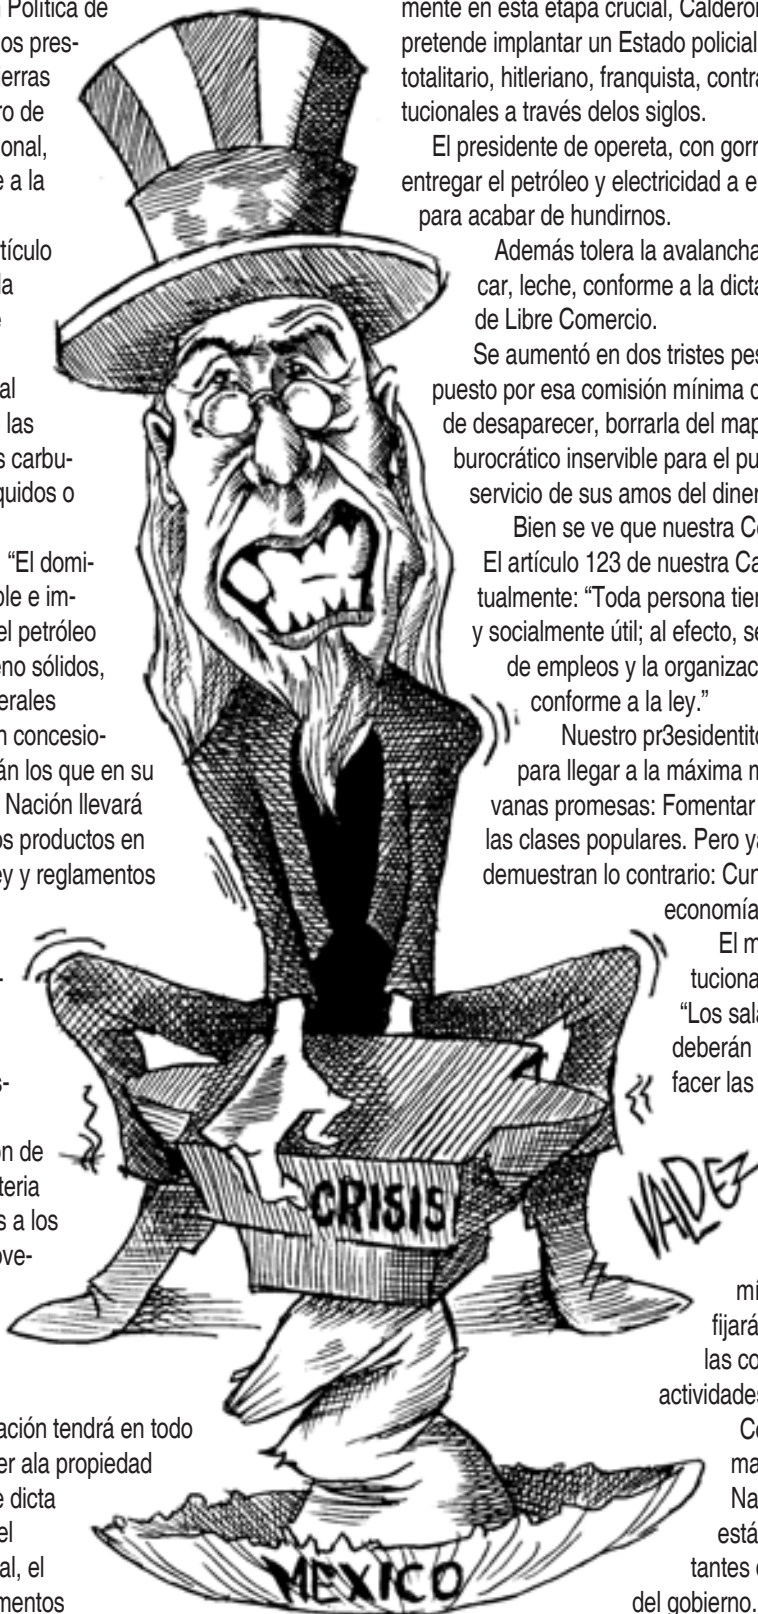 Política de
os pres-
ierras
ro de
onal,
e a la
tículo
la
al
las
s carbu-
quidos o
“El domi-
ble e im-
el petróleo
eno sólidos,
erales
n concesio-
án los que en su
Nación llevará
os productos en
ey y reglamentos
s-
ón de
teria
s a los
ove-
ación tendrá en todo
er ala propiedad
e dicta
el
al, el
mentos
mente en esta etapa crucial, Calderón
pretende implantar un Estado policial
totalitario, hitleriano, franquista, contra
tucionales a través delos siglos.
El presidente de opereta, con gorr
entregar el petróleo y electricidad a e
para acabar de hundirnos.
Además tolera la avalancha
car, leche, conforme a la dicta
de Libre Comercio.
Se aumentó en dos tristes pes
puesto por esa comisión mínima d
de desaparecer, borrarla del map
burocrático inservible para el pu
servicio de sus amos del diner
Bien se ve que nuestra Co
El artículo 123 de nuestra Ca
tualmente: “Toda persona tien
y socialmente útil; al efecto, se
de empleos y la organizac
conforme a la ley.”
Nuestro pr3esidentito
para llegar a la máxima m
vanas promesas: Fomentar
las clases populares. Pero ya
demuestran lo contrario: Cun
economía
El m
tuciona
“Los sala
deberán
facer las
mí
fijará
las co
actividades
Co
ma
Na
está
tantes d
del gobierno.
CRISIS
VALDEZ
MEXICO